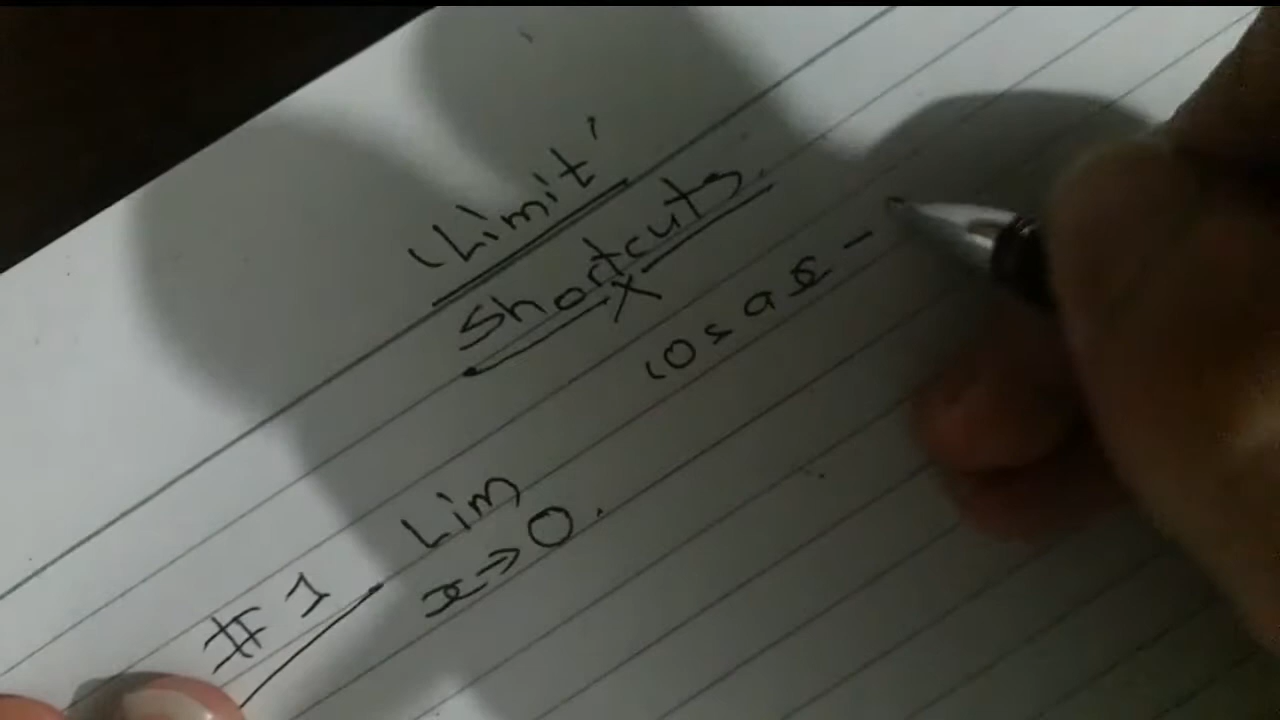 'Limit'
Shortcuts
x
#1 Lim cos ax -
x→0.